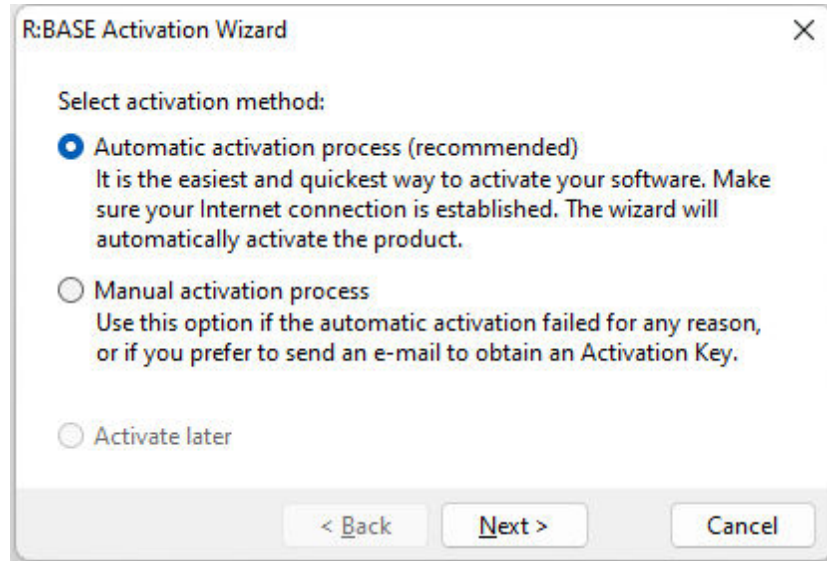 R:BASE Activation Wizard
Select activation method:
Automatic activation process (recommended)
It is the easiest and quickest way to activate your software. Make
sure your Internet connection is established. The wizard will
automatically activate the product.
Manual activation process
Use this option if the automatic activation failed for any reason,
or if you prefer to send an e-mail to obtain an Activation Key.
Activate later
< Back Next > Cancel